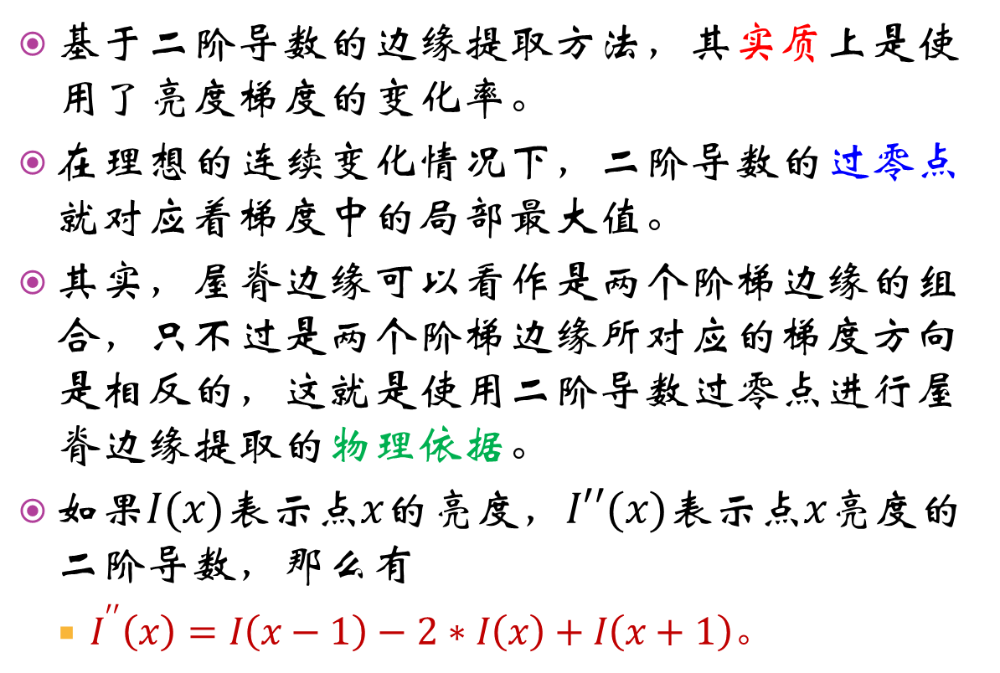 基于二阶导数的边缘提取方法，其实质上是使
用了亮度梯度的变化率。
在理想的连续变化情况下，二阶导数的过零点
就对应着梯度中的局部最大值。
其实，屋脊边缘可以看作是两个阶梯边缘的组
合，只不过是两个阶梯边缘所对应的梯度方向
是相反的，这就是使用二阶导数过零点进行屋
脊边缘提取的物理依据。
如果I(x)表示点x的亮度，I′′(x)表示点x亮度的
二阶导数，那么有
I′′(x) = I(x − 1) − 2 ∗ I(x) + I(x + 1)。